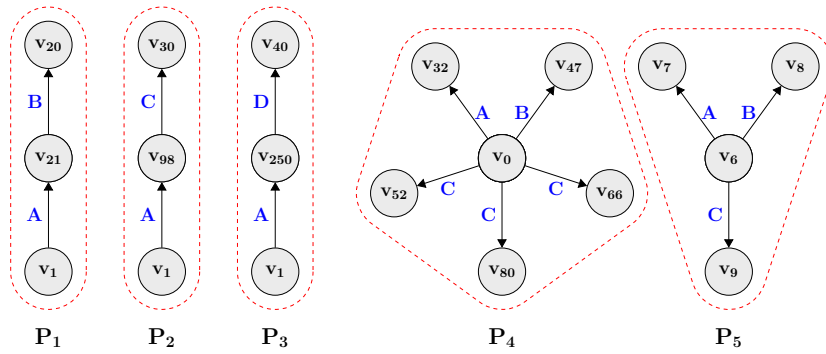 v20 v30 v40 v32 v47 v7 v8
B C D A B A B
v21 v98 v250 v0 v6
A A A v52 C C v66 C
C
v1 v1 v1 v80 v9
P1 P2 P3 P4 P5